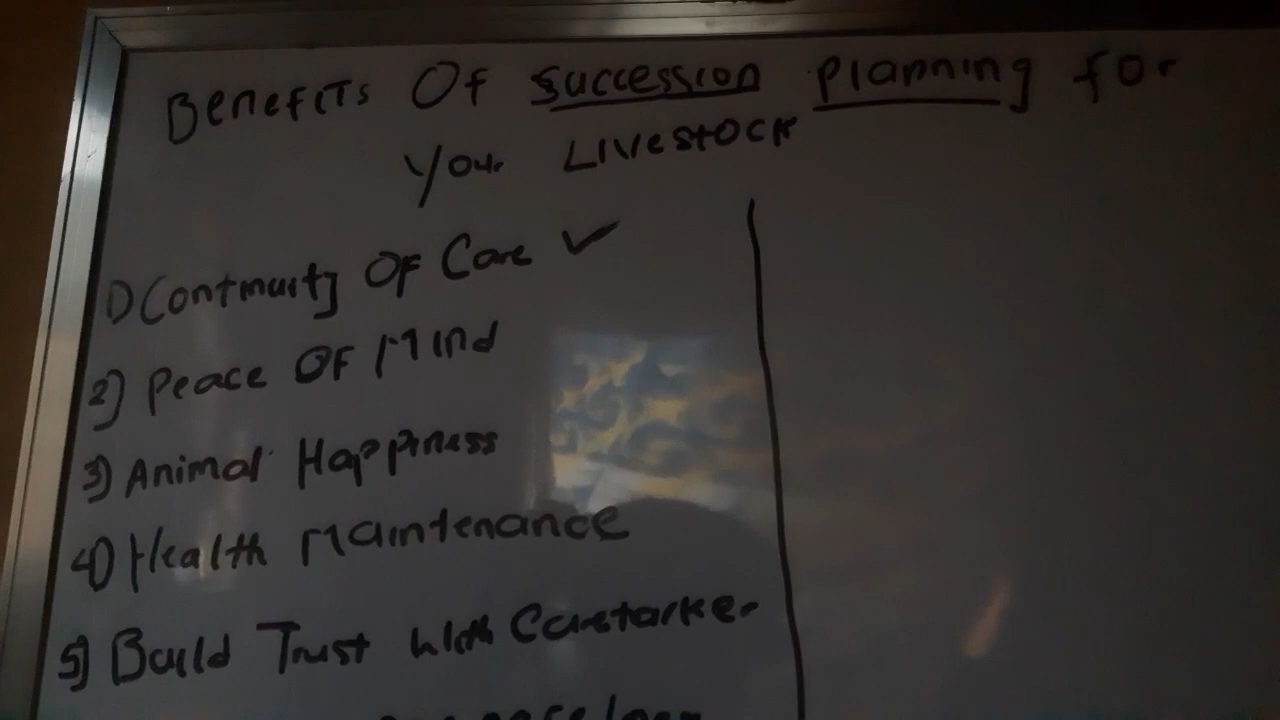 Benefits Of Succession Planning for
Your Livestock
1) Continuity Of Care ✓
2) Peace Of Mind
3) Animal Happiness
4) Health Maintenance
5) Build Trust With Caretarker